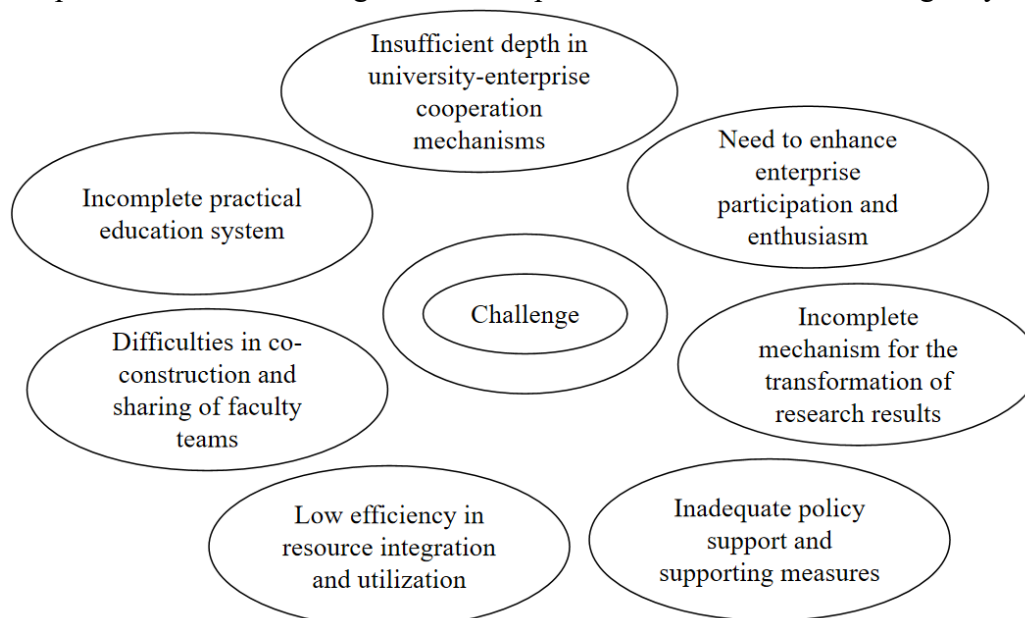 Insufficient depth in
university-enterprise
cooperation
mechanisms
Need to enhance
enterprise
participation and
enthusiasm
Incomplete practical
education system
Challenge
Incomplete
mechanism for the
transformation of
research results
Difficulties in co-
construction and
sharing of faculty
teams
Low efficiency in
resource integration
and utilization
Inadequate policy
support and
supporting measures